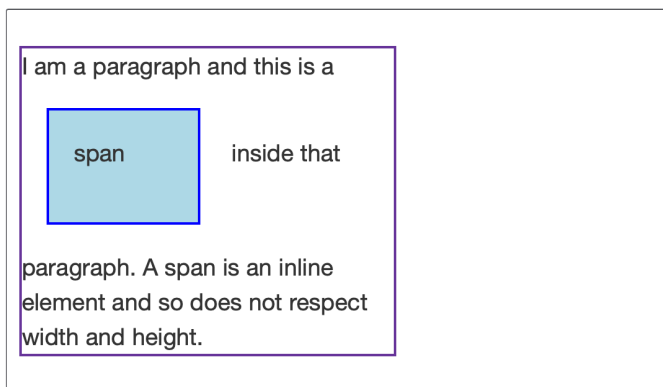 I am a paragraph and this is a
span inside that
paragraph. A span is an inline
element and so does not respect
width and height.